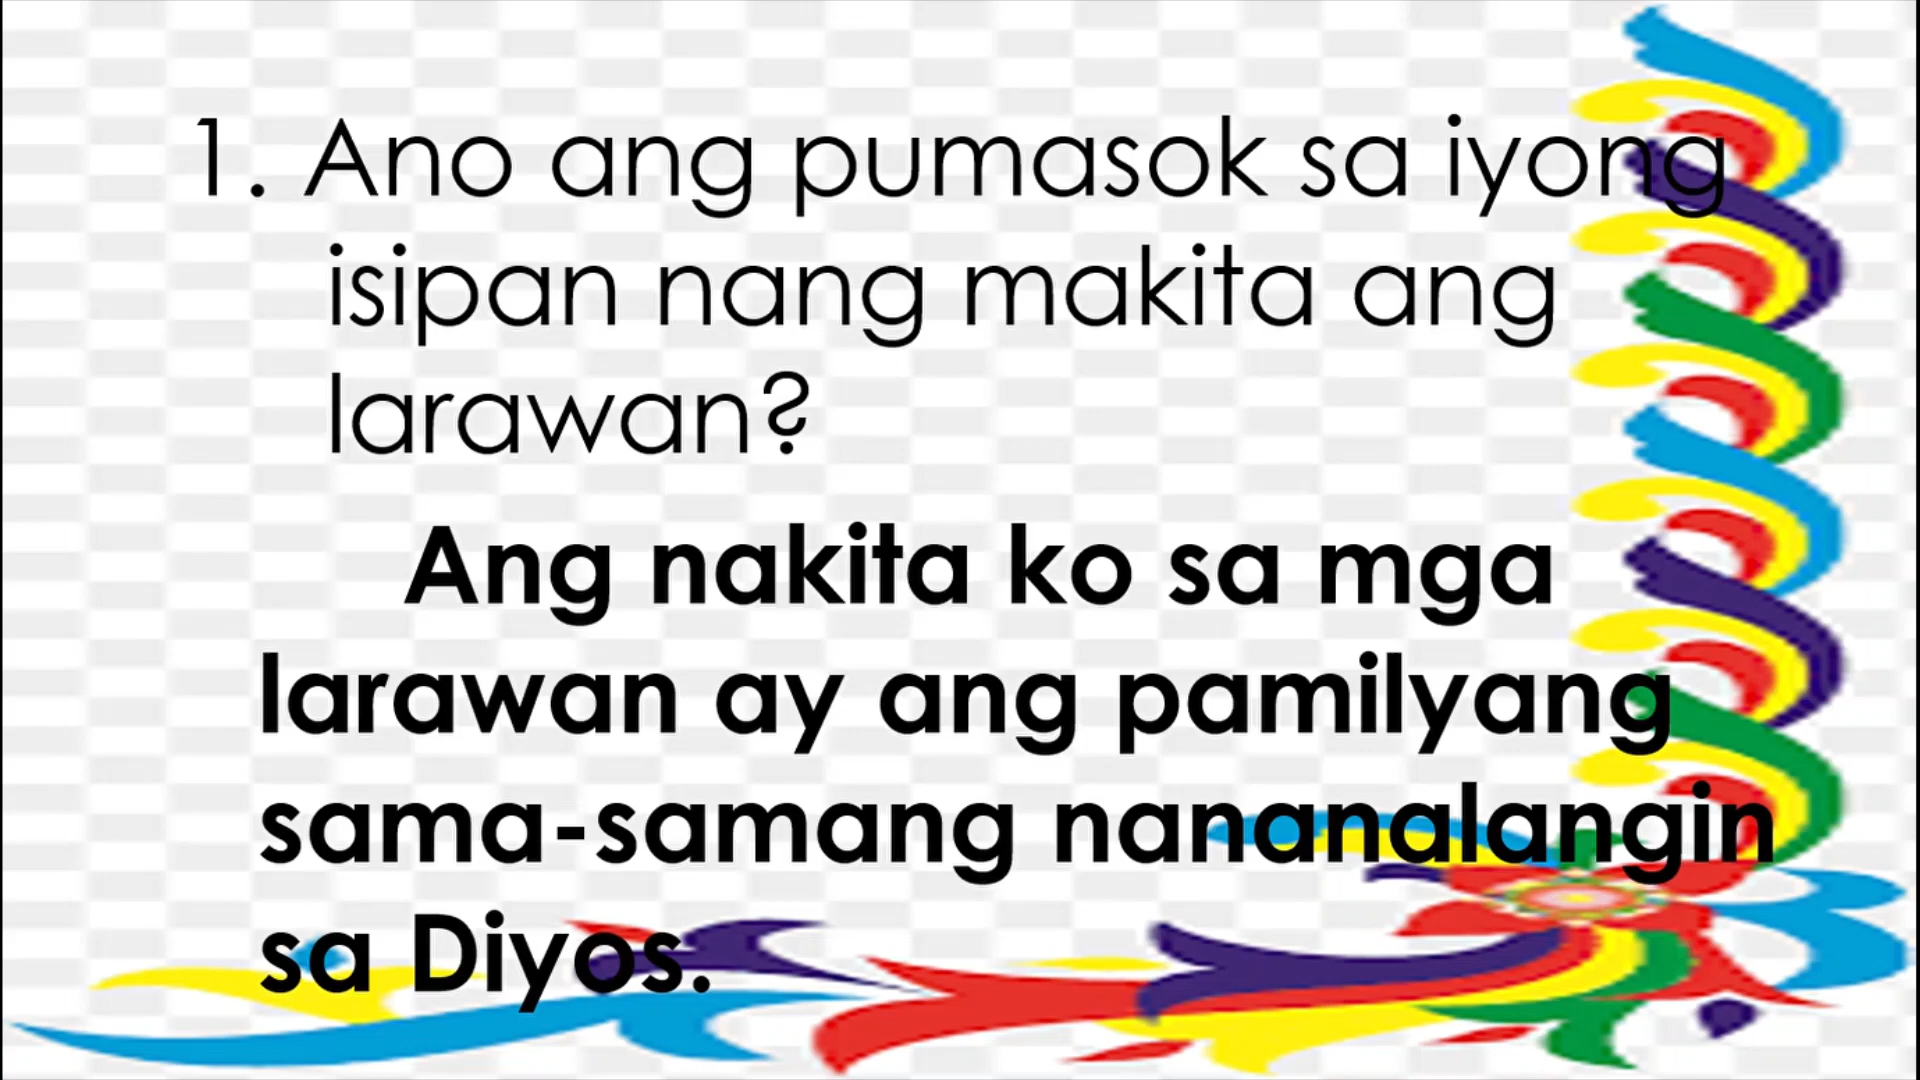 1. Ano ang pumasok sa iyong
isipan nang makita ang
larawan?
Ang nakita ko sa mga
larawan ay ang pamilyang
sama-samang nananalangin
sa Diyos.